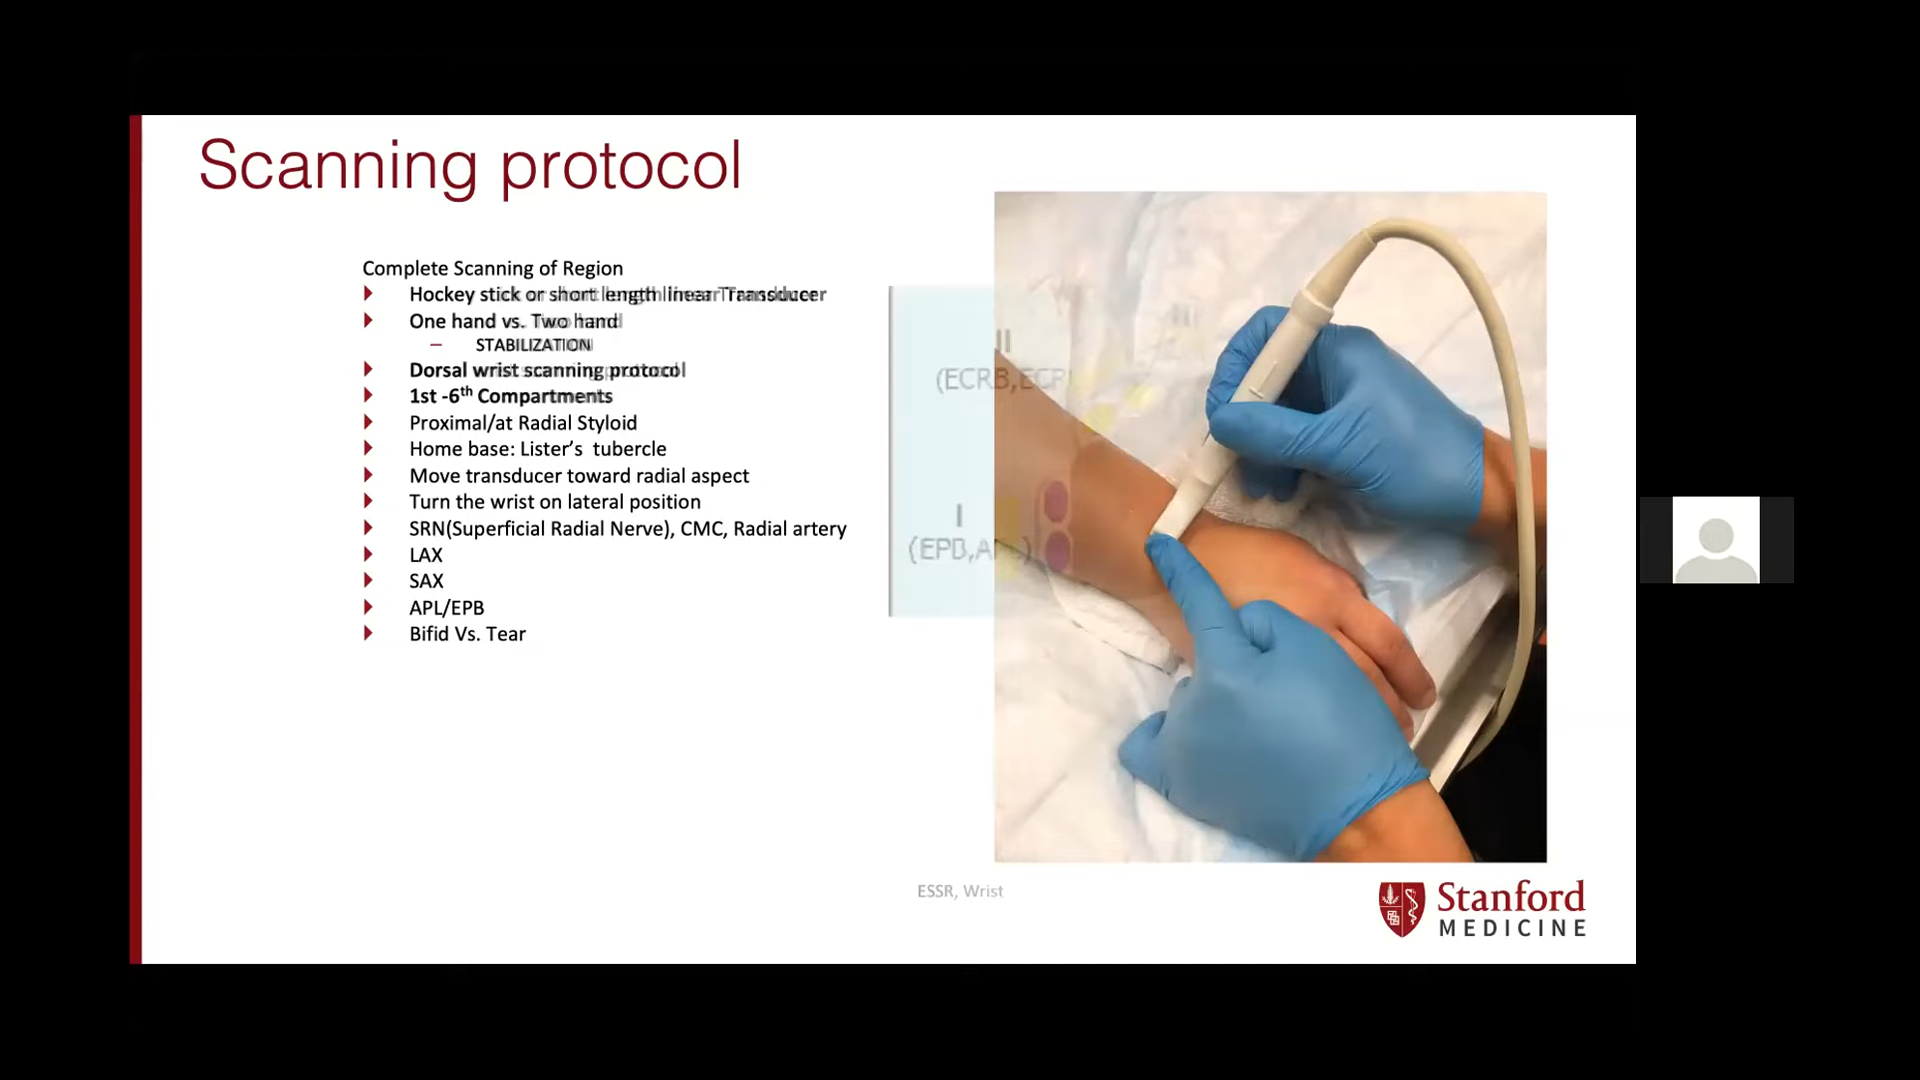 Scanning protocol
Complete Scanning of Region
Hockey stick or short length linear Transducer
One hand vs. Two hand
– STABILIZATION
Dorsal wrist scanning protocol
1st -6th Compartments
Proximal/at Radial Styloid
Home base: Lister’s tubercle
Move transducer toward radial aspect
Turn the wrist on lateral position
SRN(Superficial Radial Nerve), CMC, Radial artery
LAX
SAX
APL/EPB
Bifid Vs. Tear
II
III
(ECRB,ECR
I
(EPB,APL)
ESSR, Wrist
Stanford
MEDICINE